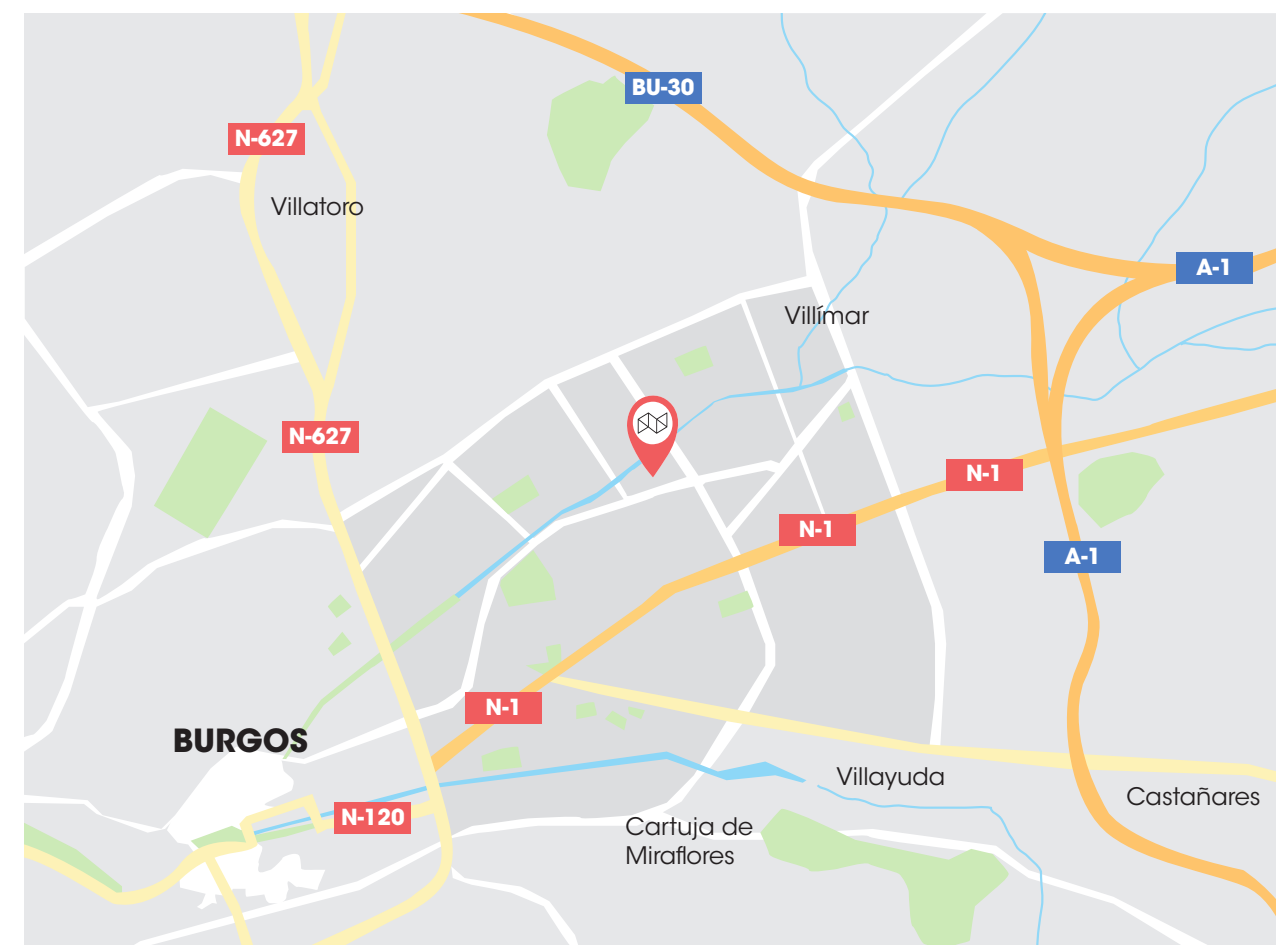 BU-30
N-627
Villatoro
A-1
Villímar
N-627
N-1
N-1
A-1
N-1
BURGOS
Villayuda
Castañares
N-120
Cartuja de
Miraflores